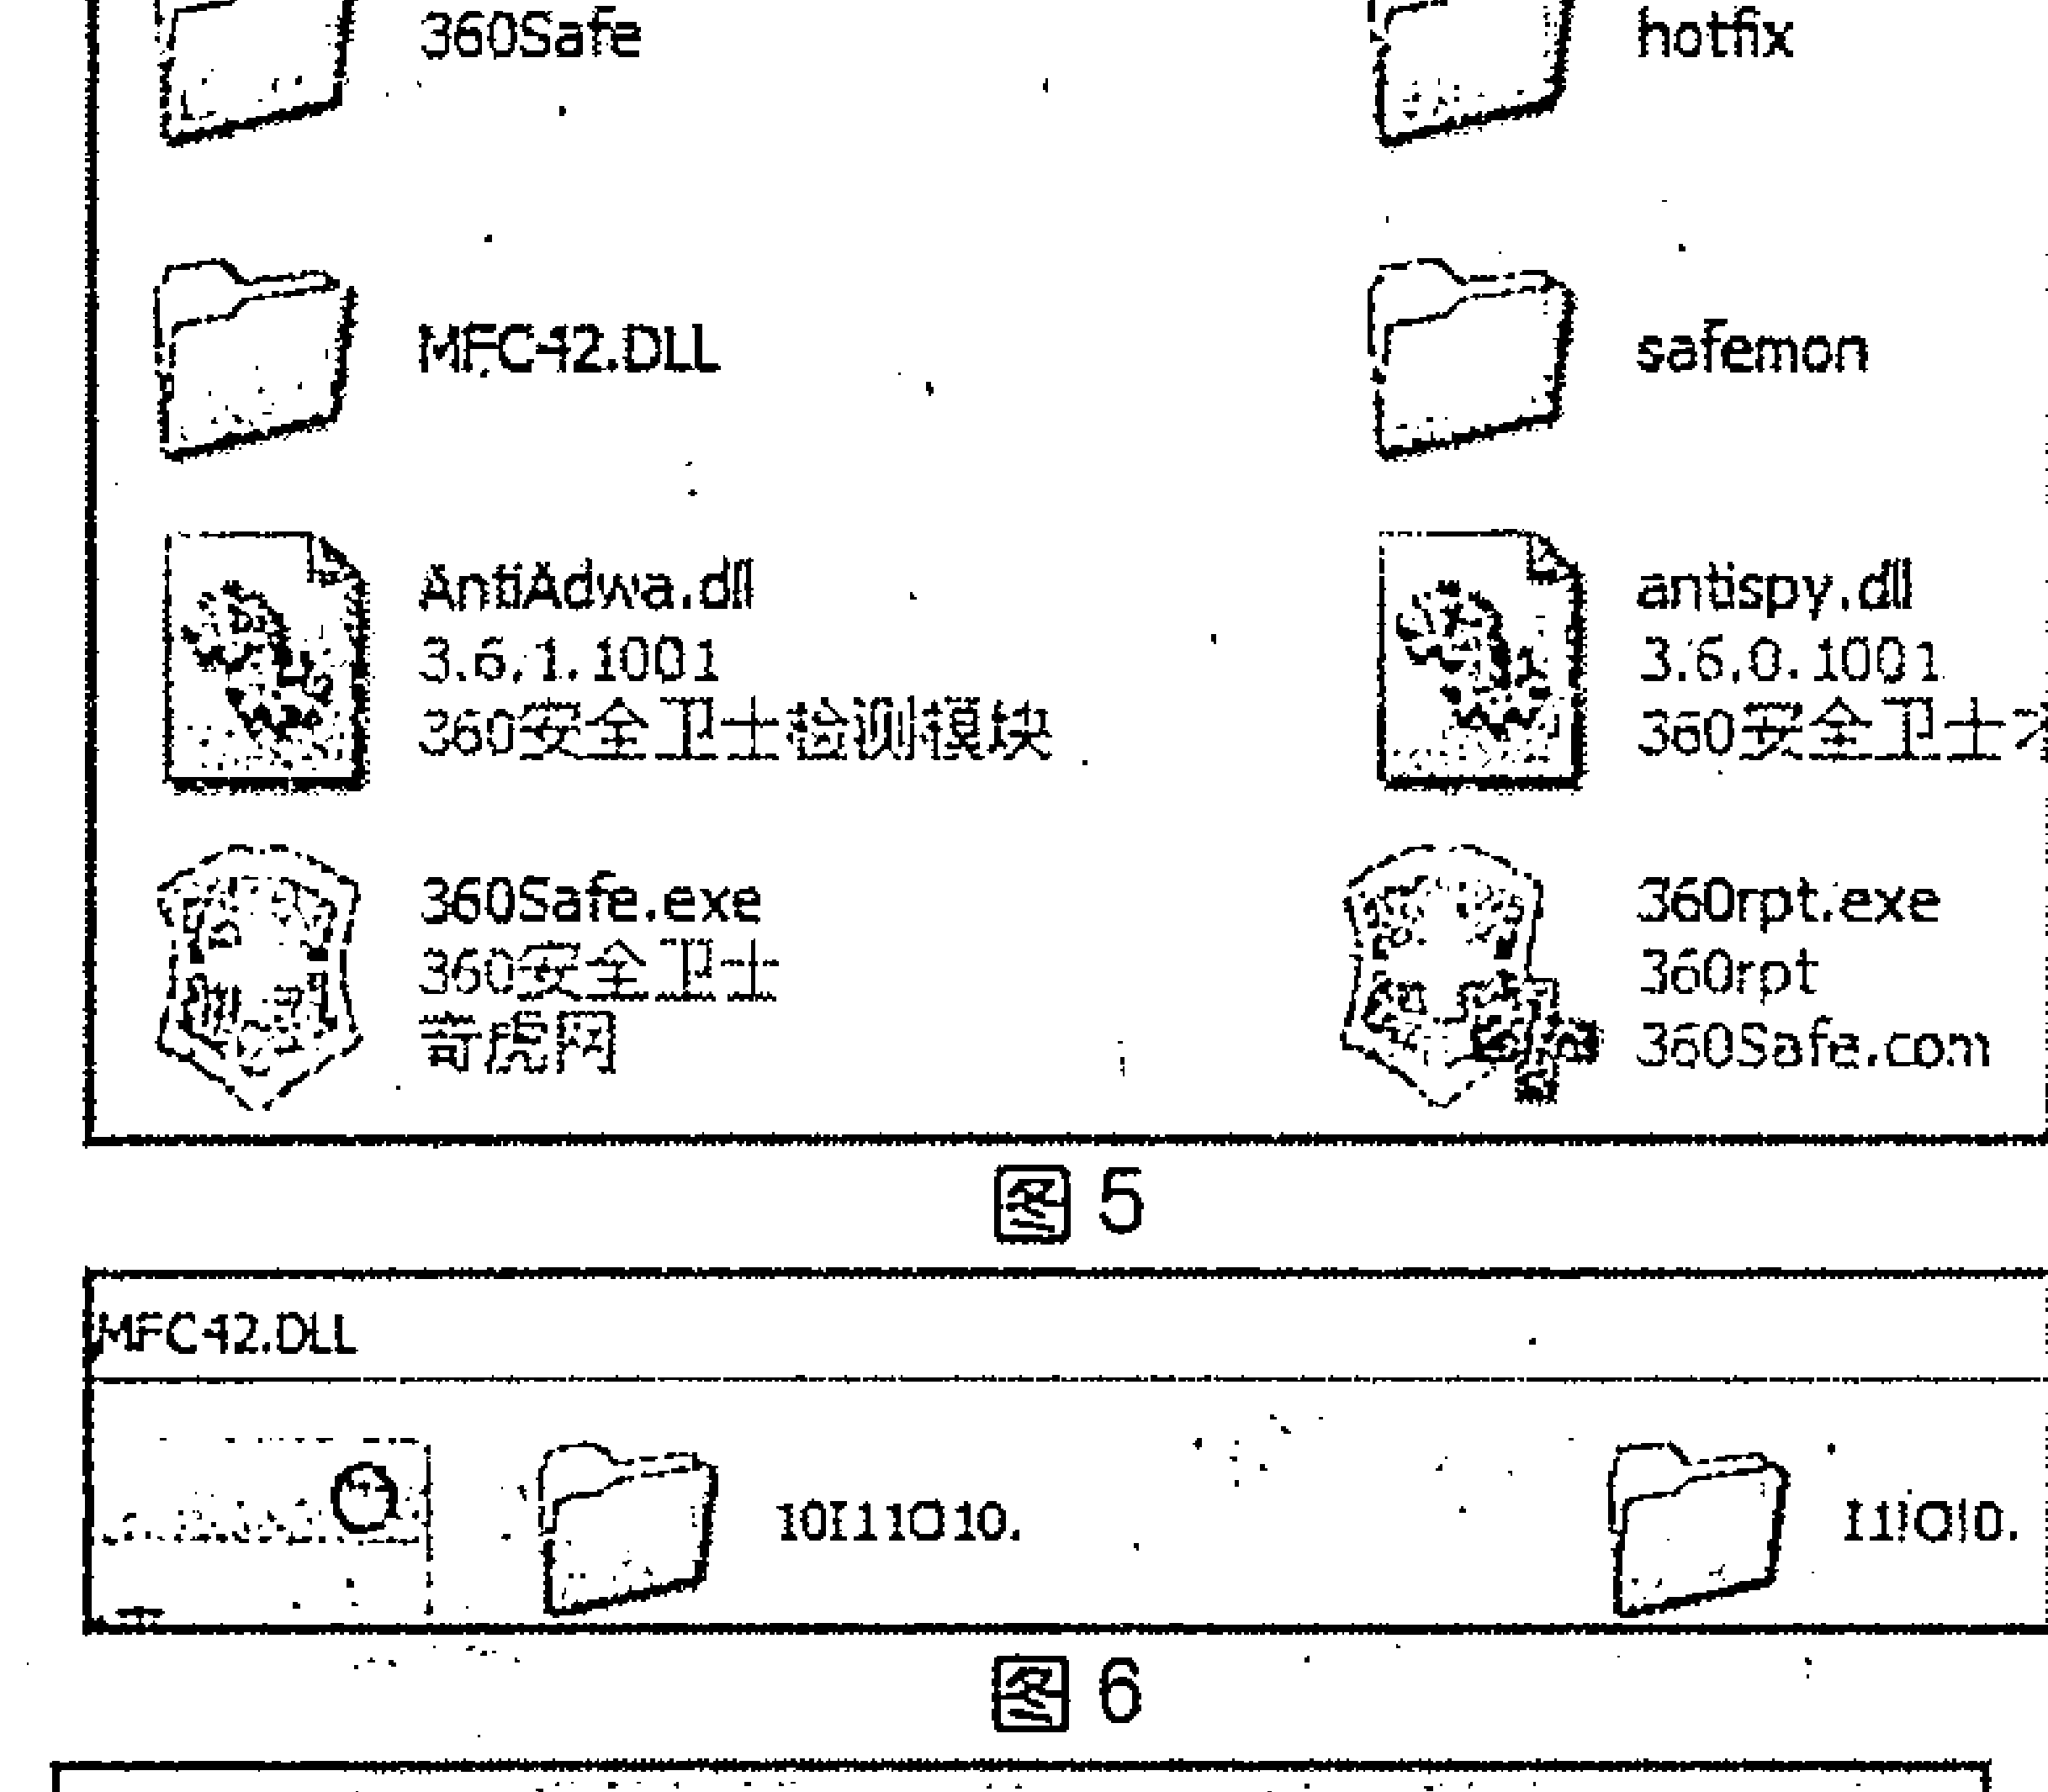 360Safe
hotfix
MFC42.DLL
safemon
AntiAdwa.dll
3.6.1.1001
360安全卫士检测模块
antispy.dll
3.6.0.1001
360安全卫士
360Safe.exe
360安全卫士
奇虎网
360rpt.exe
360rpt
360Safe.com
图 5
MFC42.DLL
10I11O10.
I1IOI0.
图 6